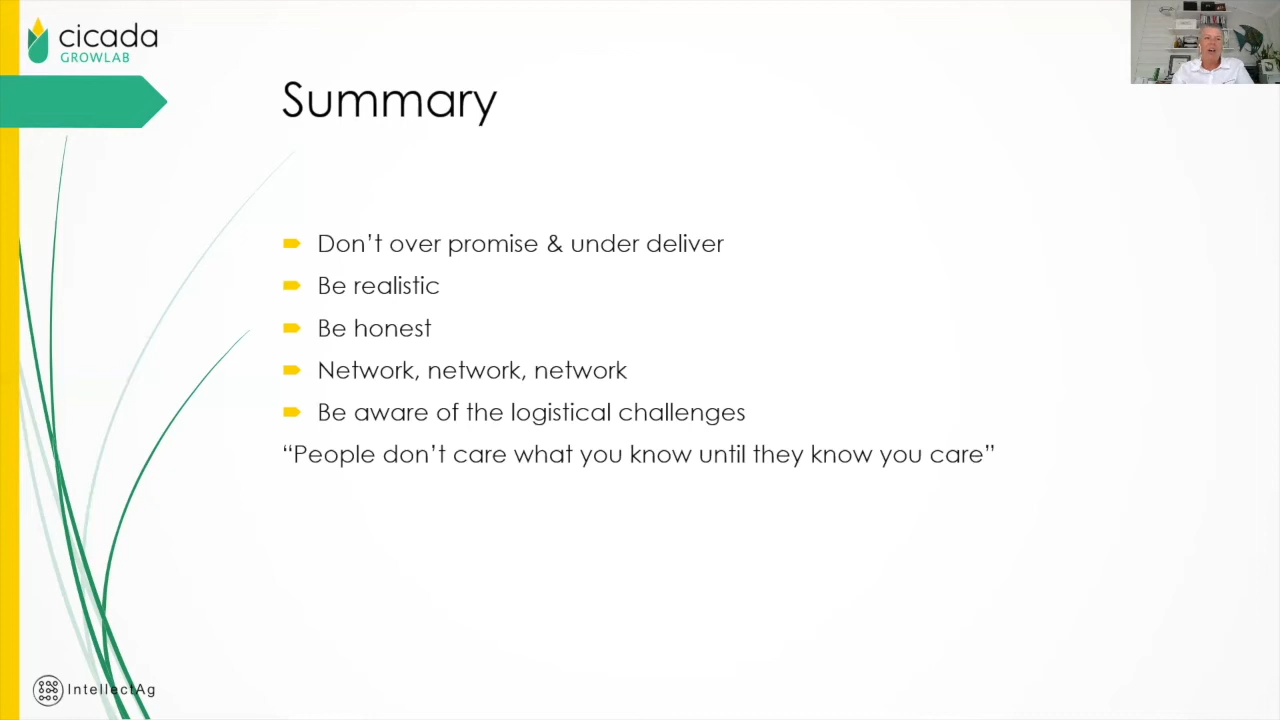 cicada
GROWLAB
Summary
Don’t over promise & under deliver
Be realistic
Be honest
Network, network, network
Be aware of the logistical challenges
“People don’t care what you know until they know you care”
IntellectAg